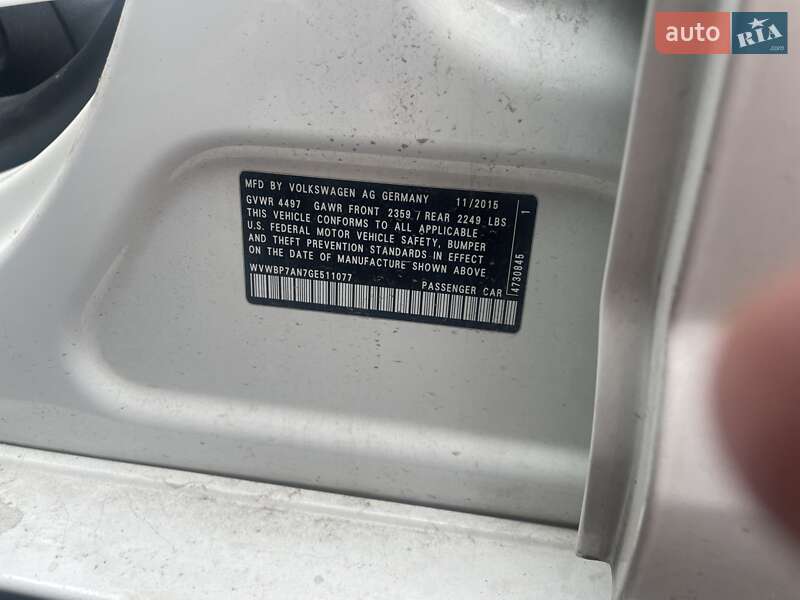 auto RIA
.com
MFD BY VOLKSWAGEN AG GERMANY 11/2015
GVWR 4497 GAWR FRONT 2359 / REAR 2249 LBS
THIS VEHICLE CONFORMS TO ALL APPLICABLE
U.S. FEDERAL MOTOR VEHICLE SAFETY, BUMPER
AND THEFT PREVENTION STANDARDS IN EFFECT
ON THE DATE OF MANUFACTURE SHOWN ABOVE
WVWBP7AN7GE511077 PASSENGER CAR
4730845 1